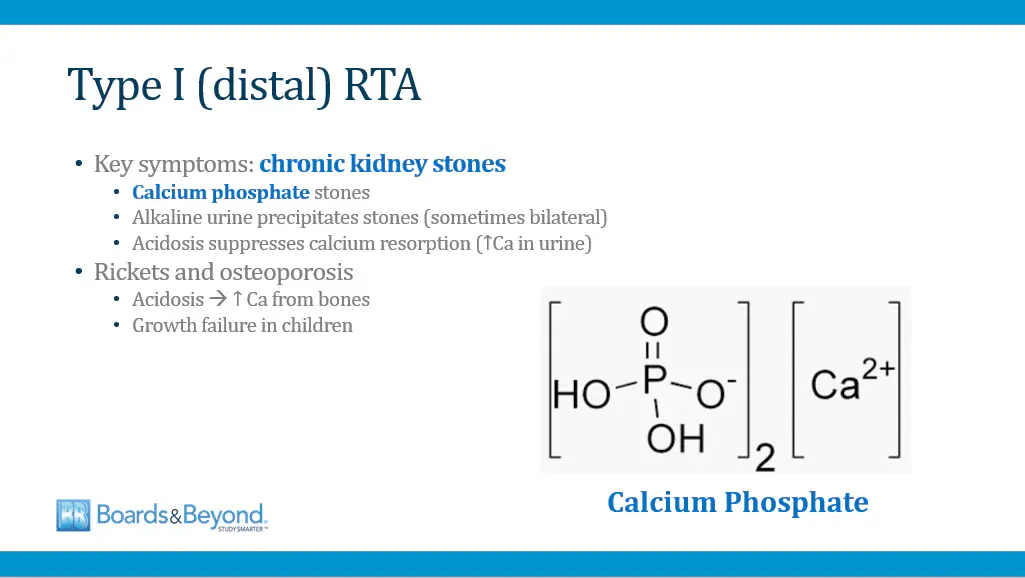 Type I (distal) RTA
• Key symptoms: chronic kidney stones
• Calcium phosphate stones
• Alkaline urine precipitates stones (sometimes bilateral)
• Acidosis suppresses calcium resorption (↑Ca in urine)
• Rickets and osteoporosis
• Acidosis → ↑ Ca from bones
• Growth failure in children
O
HO P O-
OH
2
Ca2+
Calcium Phosphate
BB Boards&Beyond®
STUDY SMARTER™